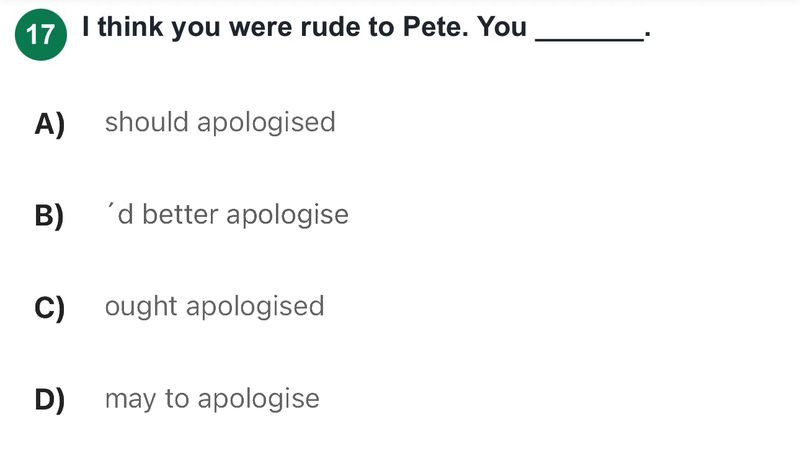 17 I think you were rude to Pete. You _______.
A) should apologised
B) ´d better apologise
C) ought apologised
D) may to apologise